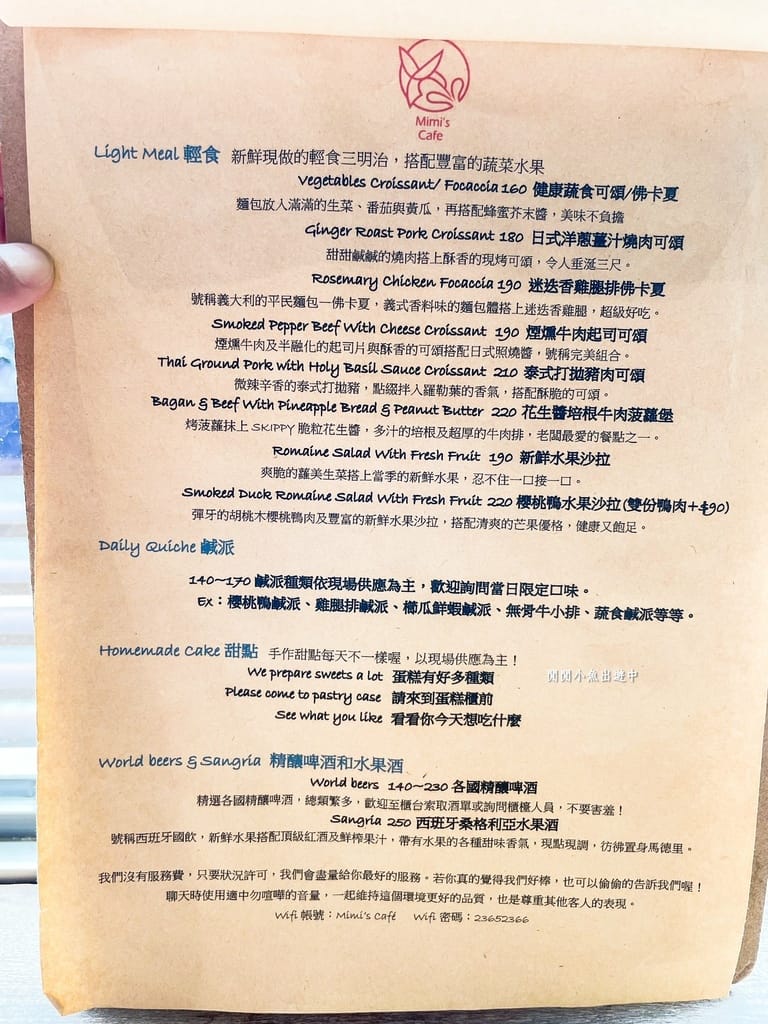 Mimi's
Cafe
Light Meal 輕食 新鮮現做的輕食三明治，搭配豐富的蔬菜水果
Vegetables Croissant/ Focaccia 160 健康蔬食可頌/佛卡夏
麵包放入滿滿的生菜、番茄與黃瓜，再搭配蜂蜜芥末醬，美味不負擔
Ginger Roast Pork Croissant 180 日式洋蔥薑汁燒肉可頌
甜甜鹹鹹的燒肉搭上酥香的現烤可頌，令人垂涎三尺。
Rosemary Chicken Focaccia 190 迷迭香雞腿排佛卡夏
號稱義大利的平民麵包—佛卡夏，義式香料味的麵包體搭上迷迭香雞腿，超級好吃。
Smoked Pepper Beef With Cheese Croissant 190 煙燻牛肉起司可頌
煙燻牛肉及半融化的起司片與酥香的可頌搭配日式照燒醬，號稱完美組合。
Thai Ground Pork with Holy Basil Sauce Croissant 210 泰式打拋豬肉可頌
微辣辛香的泰式打拋豬，點綴拌入羅勒葉的香氣，搭配酥脆的可頌。
Bagan & Beef With Pineapple Bread & Peanut Butter 220 花生醬培根牛肉菠蘿堡
烤菠蘿抹上 SKIPPY 脆粒花生醬，多汁的培根及超厚的牛肉排，老闆最愛的餐點之一。
Romaine Salad With Fresh Fruit 190 新鮮水果沙拉
爽脆的蘿美生菜搭上當季的新鮮水果，忍不住一口接一口。
Smoked Duck Romaine Salad With Fresh Fruit 220 櫻桃鴨水果沙拉(雙份鴨肉+$90)
彈牙的胡桃木櫻桃鴨肉及豐富的新鮮水果沙拉，搭配清爽的芒果優格，健康又飽足。
Daily Quiche 鹹派
140~170 鹹派種類依現場供應為主，歡迎詢問當日限定口味。
Ex：櫻桃鴨鹹派、雞腿排鹹派、櫛瓜鮮蝦鹹派、無骨牛小排、蔬食鹹派等等。
Homemade Cake 甜點 手作甜點每天不一樣喔，以現場供應為主！
We prepare sweets a lot 蛋糕有好多種類
Please come to pastry case 請來到蛋糕櫃前
See what you like 看看你今天想吃什麼
World beers & Sangria 精釀啤酒和水果酒
World beers 140~230 各國精釀啤酒
精選各國精釀啤酒，總類繁多，歡迎至櫃台索取酒單或詢問櫃檯人員，不要害羞！
Sangria 250 西班牙桑格利亞水果酒
號稱西班牙國飲，新鮮水果搭配頂級紅酒及鮮榨果汁，帶有水果的各種甜味香氣，現點現調，彷彿置身馬德里。
我們沒有服務費，只要狀況許可，我們會盡量給你最好的服務。若你真的覺得我們好棒，也可以偷偷的告訴我們喔！
聊天時使用適中勿喧嘩的音量，一起維持這個環境更好的品質，也是尊重其他客人的表現。
Wifi 帳號：Mimi's Café Wifi 密碼：23652366